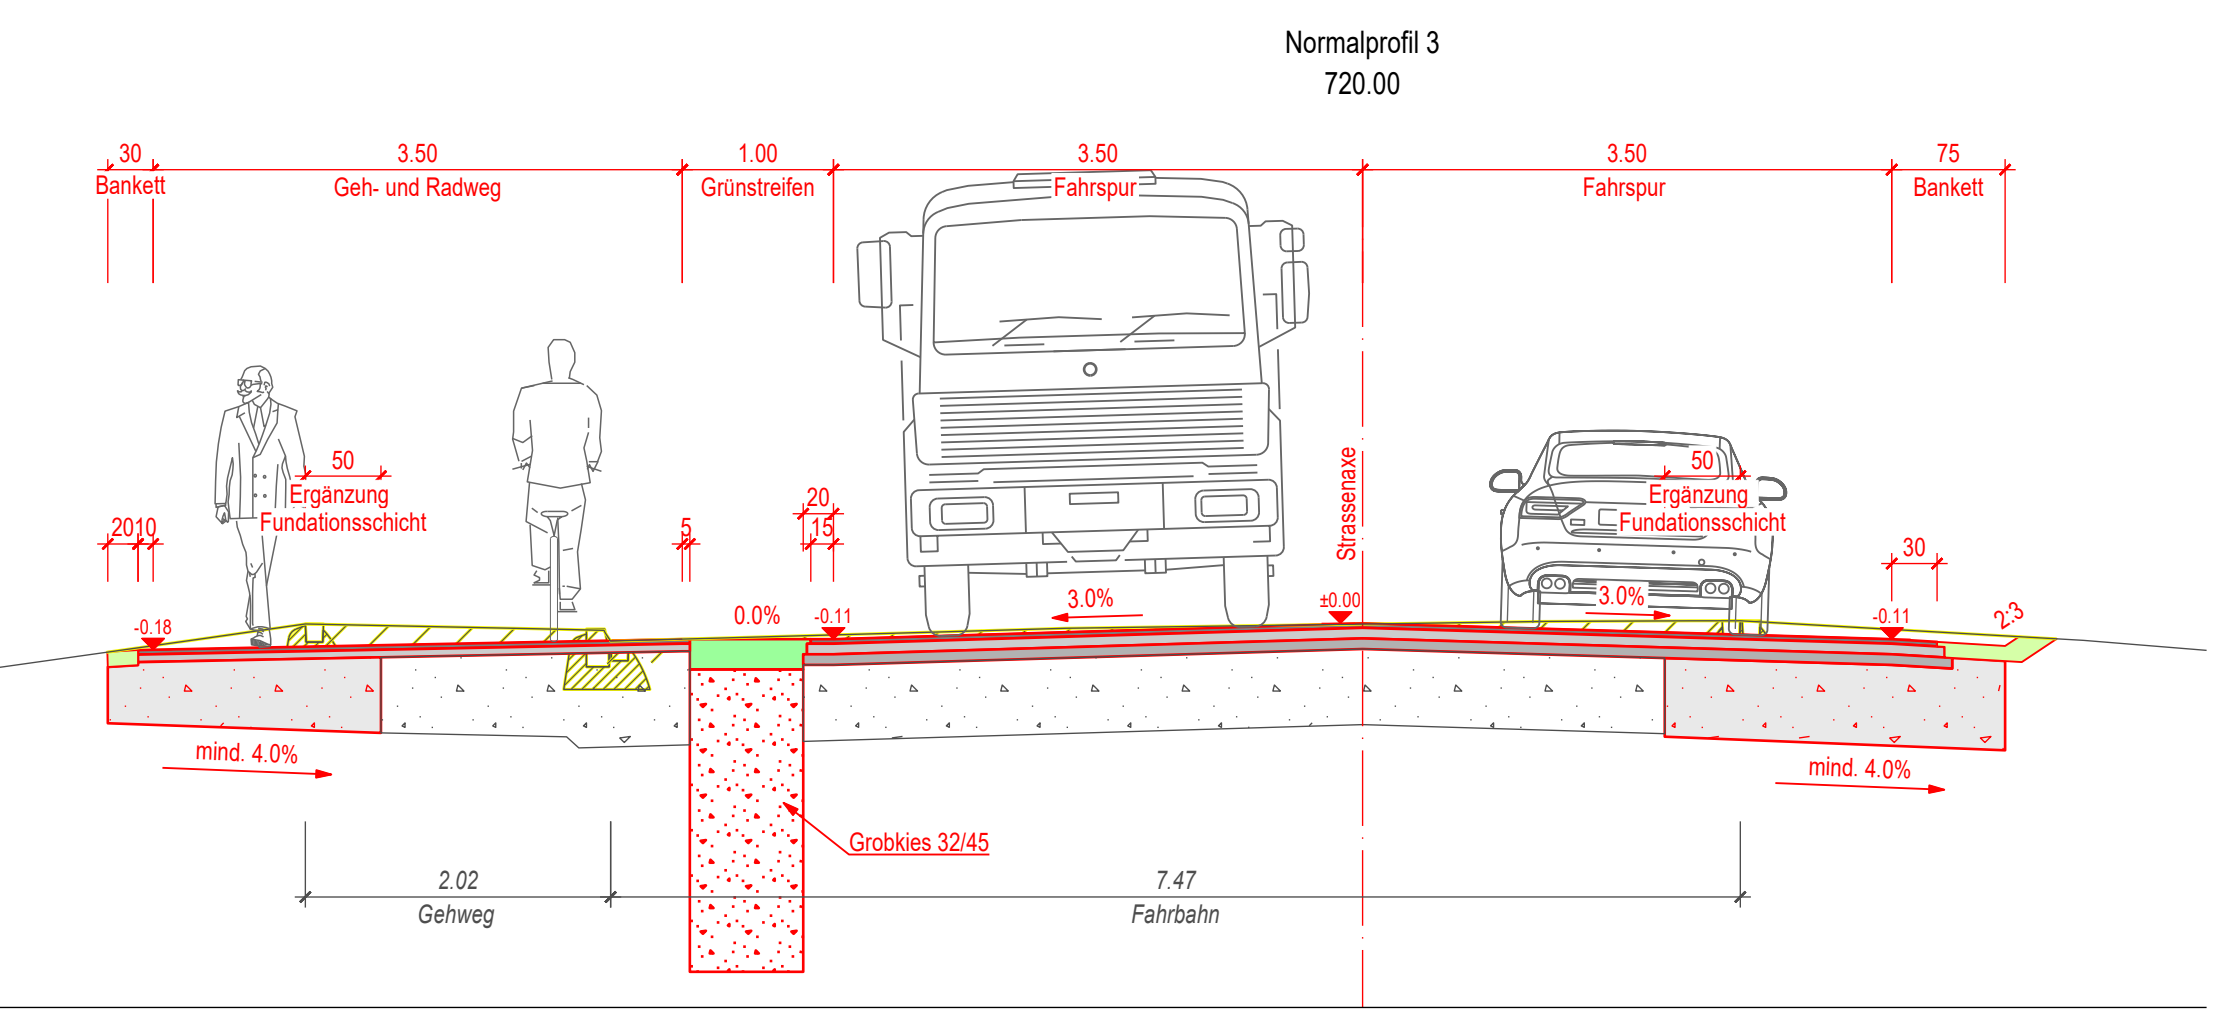 Normalprofil 3
720.00
30 3.50 1.00 3.50 3.50 75
Bankett Geh- und Radweg Grünstreifen Fahrspur Fahrspur Bankett
50 50
Ergänzung Ergänzung
Fundationsschicht Fundationsschicht
20
2010 5 15 30
Strassenaxe
-0.18 0.0% -0.11 3.0% ±0.00 3.0% -0.11 2:3
mind. 4.0% mind. 4.0%
Grobkies 32/45
2.02 7.47
Gehweg Fahrbahn